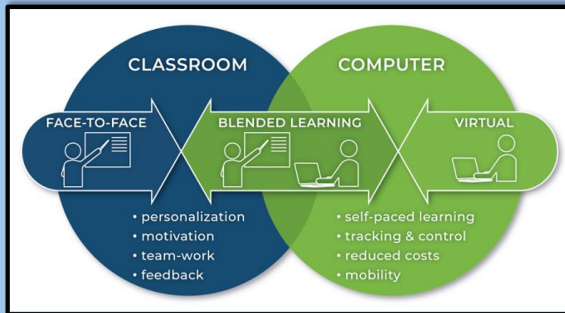 CLASSROOM
COMPUTER
FACE-TO-FACE
BLENDED LEARNING
VIRTUAL
• personalization
• motivation
• team-work
• feedback
• self-paced learning
• tracking & control
• reduced costs
• mobility